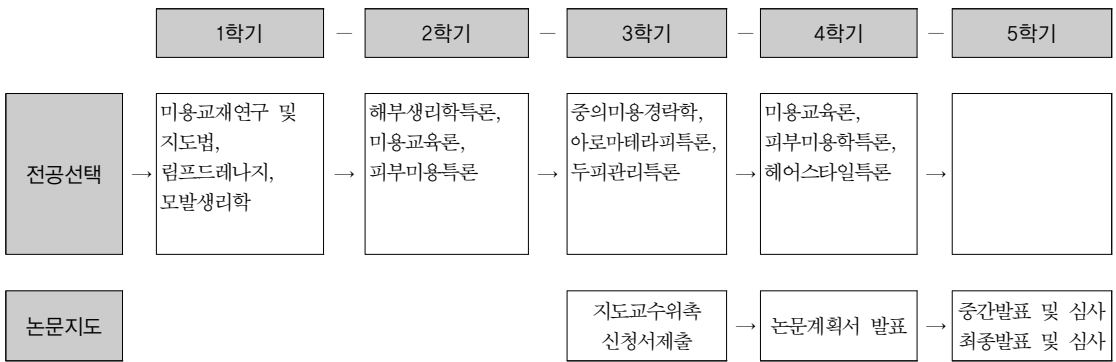 1학기 – 2학기 – 3학기 – 4학기 – 5학기
전공선택
→
미용교재연구 및
지도법,
림프드레나지,
모발생리학
→
해부생리학특론,
미용교육론,
피부미용특론
→
중의미용경락학,
아로마테라피특론,
두피관리특론
→
미용교육론,
피부미용학특론,
헤어스타일특론
→
논문지도
지도교수위촉
신청서제출
→
논문계획서 발표
→
중간발표 및 심사
최종발표 및 심사